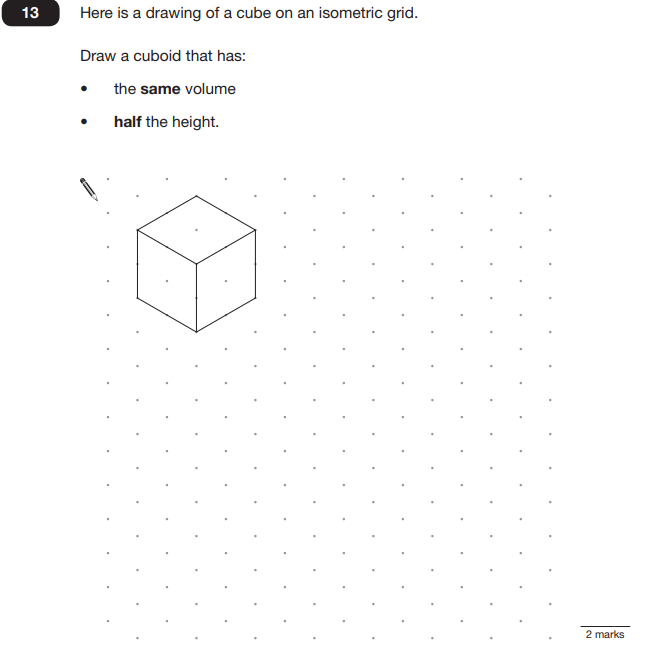 13
Here is a drawing of a cube on an isometric grid.
Draw a cuboid that has:
• the same volume
• half the height.
2 marks